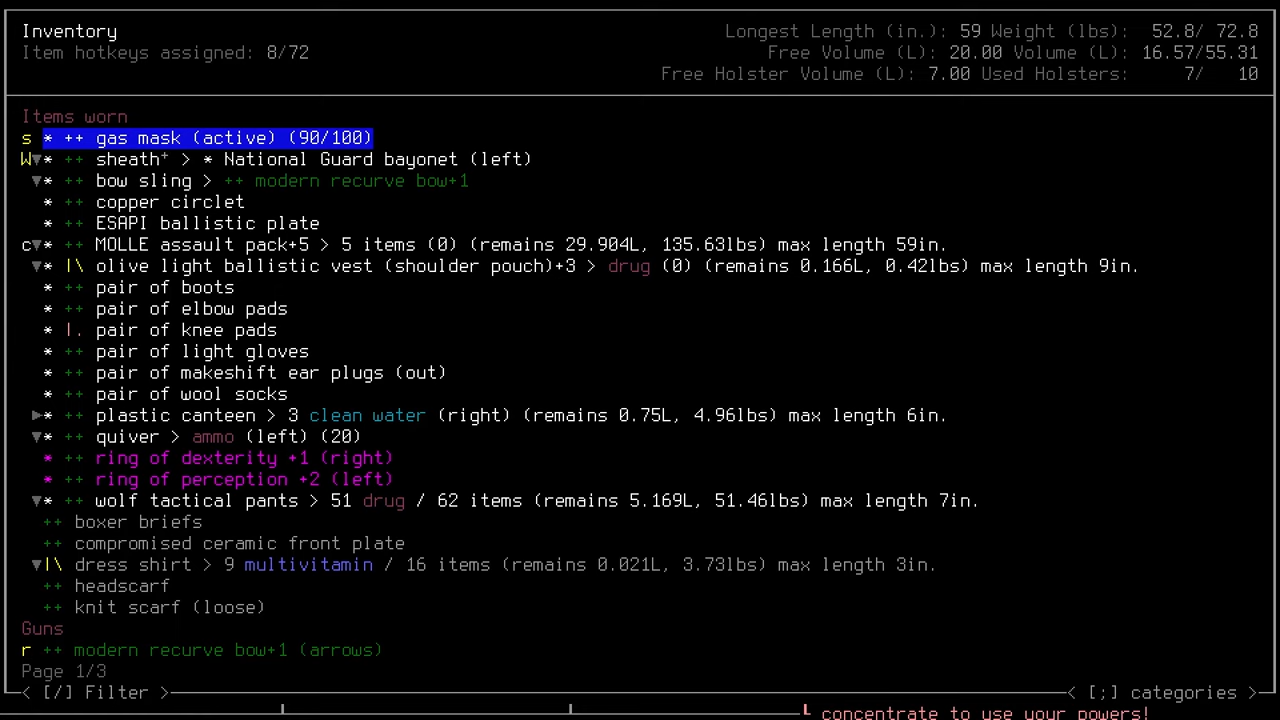 Inventory
Longest Length (in.): 59 Weight (lbs): 52.8/ 72.8
Item hotkeys assigned: 8/72
Free Volume (L): 20.00 Volume (L): 16.57/55.31
Free Holster Volume (L): 7.00 Used Holsters: 7/ 10
Items worn
s * ++ gas mask (active) (90/100)
W▼* ++ sheath⁺ > * National Guard bayonet (left)
▼* ++ bow sling > ++ modern recurve bow+1
* ++ copper circlet
* ++ ESAPI ballistic plate
c▼* ++ MOLLE assault pack+5 > 5 items (0) (remains 29.904L, 135.63lbs) max length 59in.
▼* |\ olive light ballistic vest (shoulder pouch)+3 > drug (0) (remains 0.166L, 0.42lbs) max length 9in.
* ++ pair of boots
* ++ pair of elbow pads
* |. pair of knee pads
* ++ pair of light gloves
* ++ pair of makeshift ear plugs (out)
* ++ pair of wool socks
▶* ++ plastic canteen > 3 clean water (right) (remains 0.75L, 4.96lbs) max length 6in.
▼* ++ quiver > ammo (left) (20)
* ++ ring of dexterity +1 (right)
* ++ ring of perception +2 (left)
▼* ++ wolf tactical pants > 51 drug / 62 items (remains 5.169L, 51.46lbs) max length 7in.
++ boxer briefs
++ compromised ceramic front plate
▼|\ dress shirt > 9 multivitamin / 16 items (remains 0.021L, 3.73lbs) max length 3in.
++ headscarf
++ knit scarf (loose)
Guns
r ++ modern recurve bow+1 (arrows)
Page 1/3
< [/] Filter >
< [;] categories >
concentrate to use your powers!